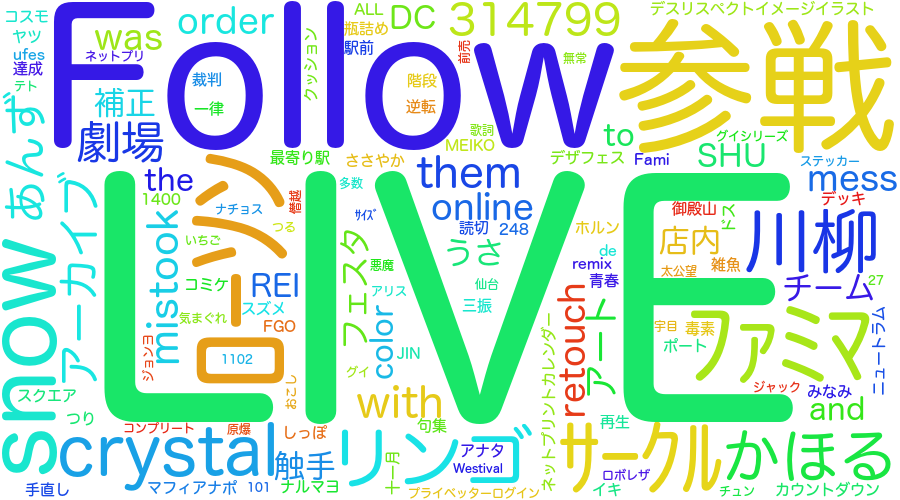 コスモ
ヤツ
ufes
達成
テト
ネットプリ
was
order
瓶詰め
駅前
ALL
DC
前売
314799
無常
デスリスペクトイメージイラスト
Follow
参戦
クッション
裁判
一律
階段
逆転
補正
劇場
あんず
アーカイブ
the
最寄り駅
ささやか
歌詞
MEIKO
デザフェス
to
Fami
SHU
グイシリーズ
ステッカー
mess
デッキ
them
online
読切
248
1400
ナチョス
僭越
多数
サイズ
mistook
いちご
つる
コミケ
REI
スズメ
気まぐれ
FGO
シロー
1102
ジョンヨ
おこし
フェスタ
悪魔
アリス
うさ
仙台
三振
color
JIN
グイ
ホルン
de
remix
青春
retouch
アート
御殿山
ドス
店内
太公望
雑魚
川柳
チーム
27
ファミマ
宇目
毒素
ポート
ニュートラム
ジャック
みなみ
LIVE
snow
スクエア
つり
コンプリート
原爆
しっぽ
with
句集
crystal
触手
リンゴ
十一月
アナタ
Westival
ネットプリントカレンダー
再生
サークル
and
かほる
手直し
マフィアナポ
101
ナルマヨ
プライベッターログイン
イキ
ロボレザ
チュン
カウントダウン